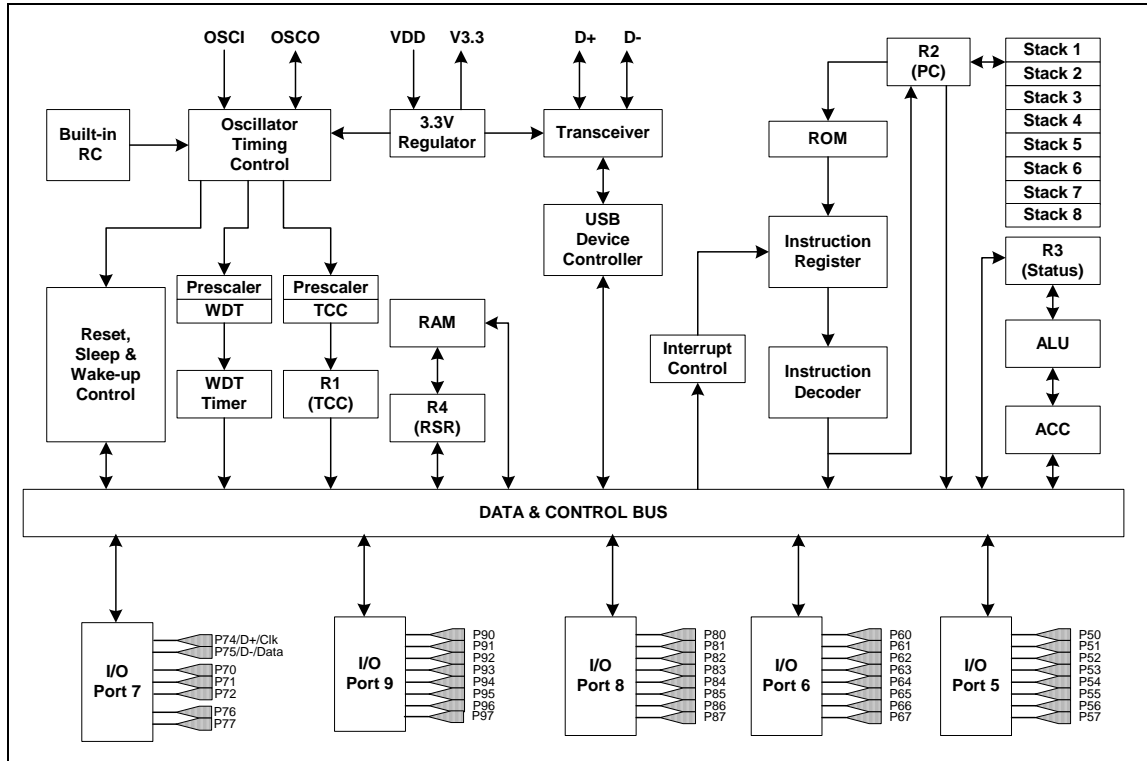 OSCI
OSCO
VDD
V3.3
D+
D-
Built-in
RC
Oscillator
Timing
Control
3.3V
Regulator
Transceiver
R2
(PC)
Stack 1
Stack 2
Stack 3
Stack 4
Stack 5
Stack 6
Stack 7
Stack 8
ROM
USB
Device
Controller
Instruction
Register
R3
(Status)
Reset,
Sleep &
Wake-up
Control
Prescaler
WDT
Prescaler
TCC
RAM
Interrupt
Control
Instruction
Decoder
ALU
WDT
Timer
R1
(TCC)
R4
(RSR)
ACC
DATA & CONTROL BUS
I/O
Port 7
P74/D+/Clk
P75/D-/Data
P70
P71
P72
P76
P77
I/O
Port 9
P90
P91
P92
P93
P94
P95
P96
P97
I/O
Port 8
P80
P81
P82
P83
P84
P85
P86
P87
I/O
Port 6
P60
P61
P62
P63
P64
P65
P66
P67
I/O
Port 5
P50
P51
P52
P53
P54
P55
P56
P57